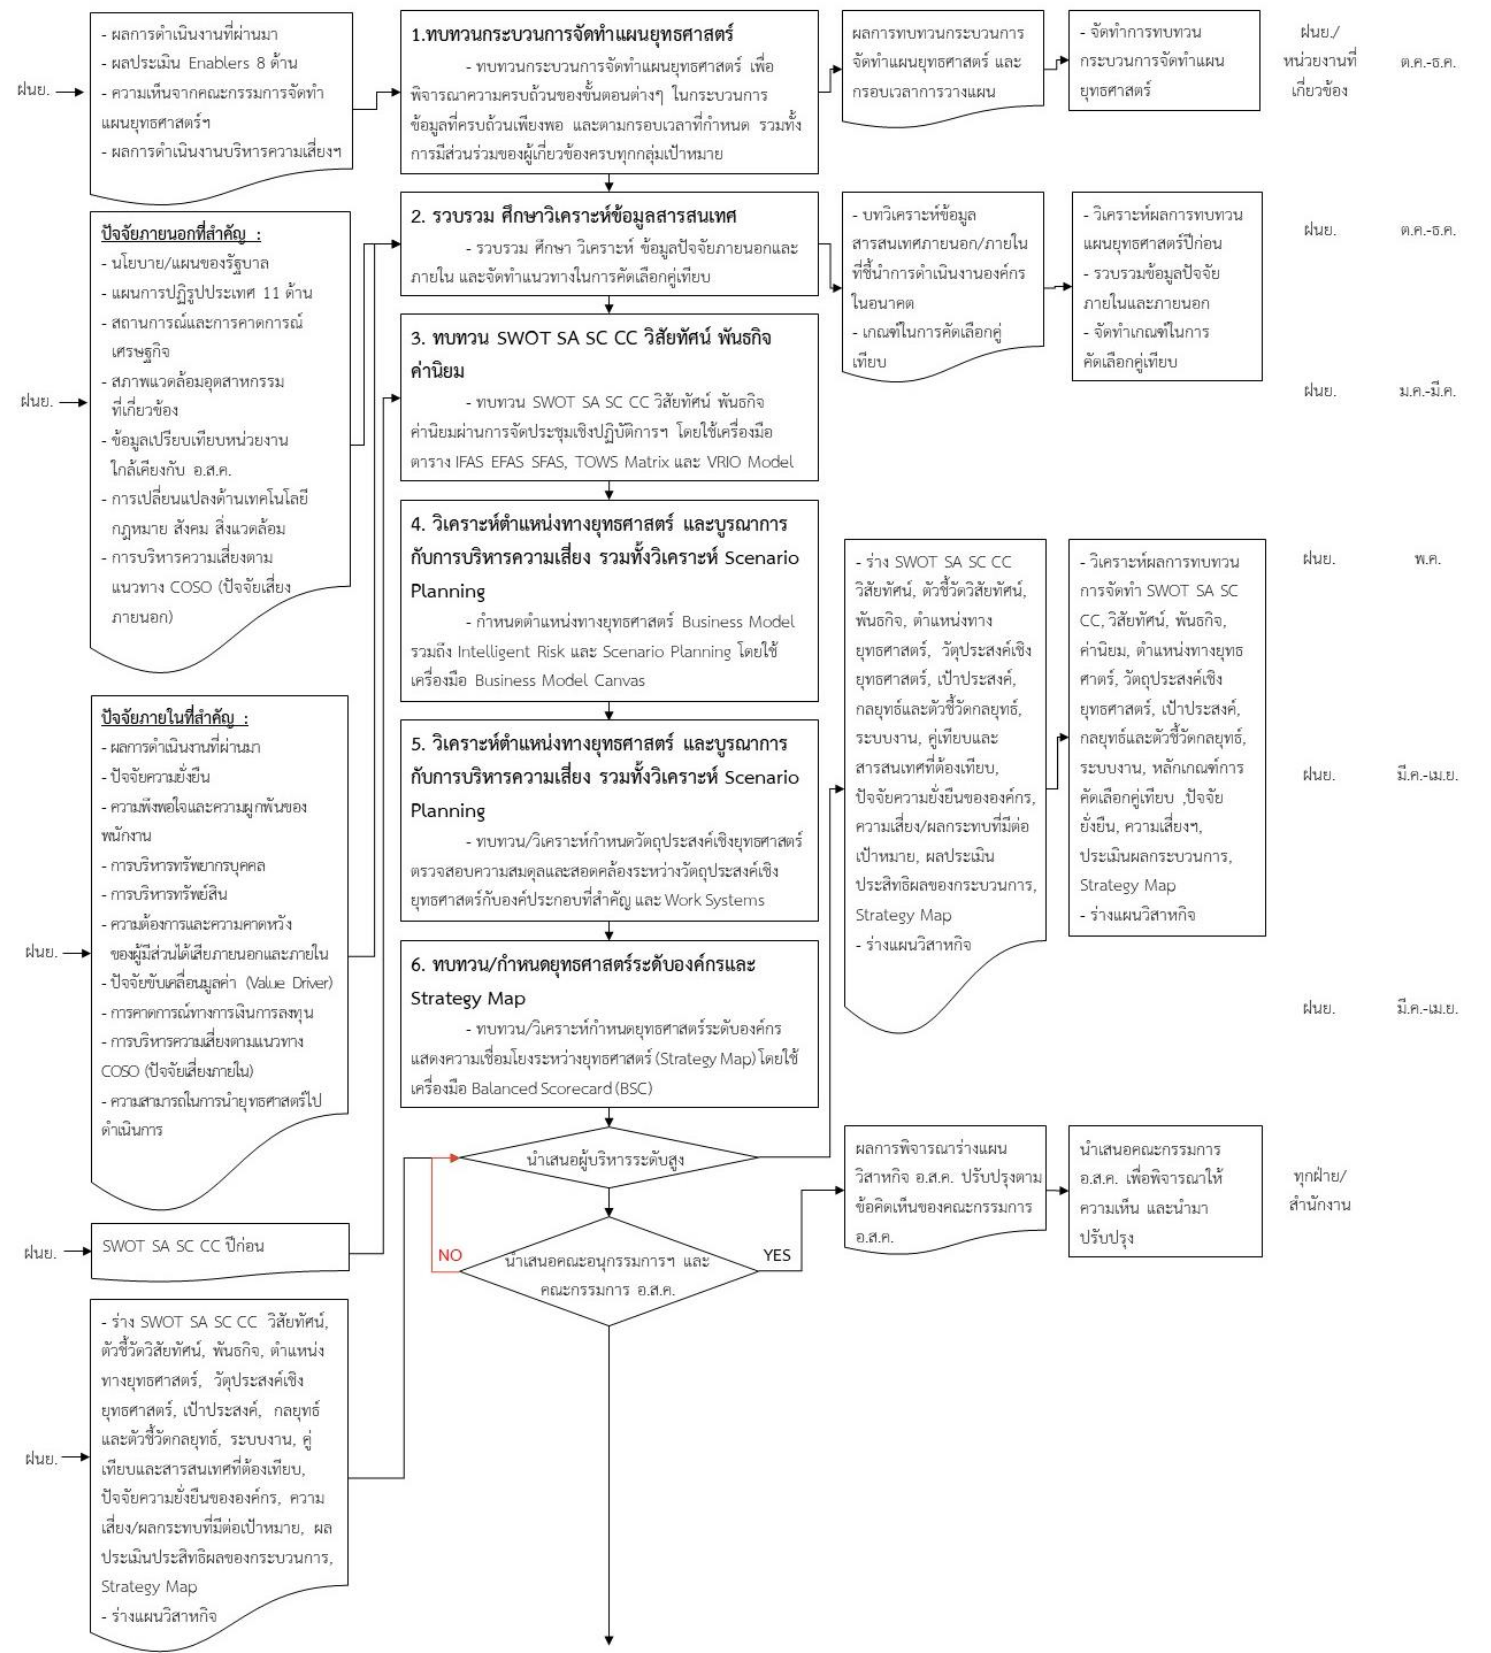 ฝนย.
- ผลการดำเนินงานที่ผ่านมา
- ผลประเมิน Enablers 8 ด้าน
- ความเห็นจากคณะกรรมการจัดทำ
แผนยุทธศาสตร์ฯ
- ผลการดำเนินงานบริหารความเสี่ยงฯ
1.ทบทวนกระบวนการจัดทำแผนยุทธศาสตร์
- ทบทวนกระบวนการจัดทำแผนยุทธศาสตร์ เพื่อ
พิจารณาความครบถ้วนของขั้นตอนต่างๆ ในกระบวนการ
ข้อมูลที่ครบถ้วนเพียงพอ และตามกรอบเวลาที่กำหนด รวมทั้ง
การมีส่วนร่วมของผู้เกี่ยวข้องครบทุกกลุ่มเป้าหมาย
ผลการทบทวนกระบวนการ
จัดทำแผนยุทธศาสตร์ และ
กรอบเวลาการวางแผน
- จัดทำการทบทวน
กระบวนการจัดทำแผน
ยุทธศาสตร์
ฝนย./
หน่วยงานที่
เกี่ยวข้อง
ต.ค.-ธ.ค.
ฝนย.
ปัจจัยภายนอกที่สำคัญ :
- นโยบาย/แผนของรัฐบาล
- แผนการปฏิรูปประเทศ 11 ด้าน
- สถานการณ์และการคาดการณ์
เศรษฐกิจ
- สภาพแวดล้อมอุตสาหกรรม
ที่เกี่ยวข้อง
- ข้อมูลเปรียบเทียบหน่วยงาน
ใกล้เคียงกับ อ.ส.ค.
- การเปลี่ยนแปลงด้านเทคโนโลยี
กฎหมาย สังคม สิ่งแวดล้อม
- การบริหารความเสี่ยงตาม
แนวทาง COSO (ปัจจัยเสี่ยง
ภายนอก)
2. รวบรวม ศึกษาวิเคราะห์ข้อมูลสารสนเทศ
- รวบรวม ศึกษา วิเคราะห์ ข้อมูลปัจจัยภายนอกและ
ภายใน และจัดทำแนวทางในการคัดเลือกคู่เทียบ
- บทวิเคราะห์ข้อมูล
สารสนเทศภายนอก/ภายใน
ที่ชี้นำการดำเนินงานองค์กร
ในอนาคต
- เกณฑ์ในการคัดเลือกคู่
เทียบ
- วิเคราะห์ผลการทบทวน
แผนยุทธศาสตร์ปีก่อน
- รวบรวมข้อมูลปัจจัย
ภายในและภายนอก
- จัดทำเกณฑ์ในการ
คัดเลือกคู่เทียบ
ฝนย.
ต.ค.-ธ.ค.
3. ทบทวน SWOT SA SC CC วิสัยทัศน์ พันธกิจ
ค่านิยม
- ทบทวน SWOT SA SC CC วิสัยทัศน์ พันธกิจ
ค่านิยมผ่านการจัดประชุมเชิงปฏิบัติการฯ โดยใช้เครื่องมือ
ตาราง IFAS EFAS SFAS, TOWS Matrix และ VRIO Model
ฝนย.
ม.ค.-มี.ค.
4. วิเคราะห์ตำแหน่งทางยุทธศาสตร์ และบูรณาการ
กับการบริหารความเสี่ยง รวมทั้งวิเคราะห์ Scenario
Planning
- กำหนดตำแหน่งทางยุทธศาสตร์ Business Model
รวมถึง Intelligent Risk และ Scenario Planning โดยใช้
เครื่องมือ Business Model Canvas
- ร่าง SWOT SA SC CC
วิสัยทัศน์, ตัวชี้วัดวิสัยทัศน์,
พันธกิจ, ตำแหน่งทาง
ยุทธศาสตร์, วัตุประสงค์เชิง
ยุทธศาสตร์, เป้าประสงค์,
กลยุทธ์และตัวชี้วัดกลยุทธ์,
ระบบงาน, คู่เทียบและ
สารสนเทศที่ต้องเทียบ,
ปัจจัยความยั่งยืนขององค์กร,
ความเสี่ยง/ผลกระทบที่มีต่อ
เป้าหมาย, ผลประเมิน
ประสิทธิผลของกระบวนการ,
Strategy Map
- ร่างแผนวิสาหกิจ
- วิเคราะห์ผลการทบทวน
การจัดทำ SWOT SA SC
CC, วิสัยทัศน์, พันธกิจ,
ค่านิยม, ตำแหน่งทางยุทธ
ศาตร์, วัตถุประสงค์เชิง
ยุทธศาสตร์, เป้าประสงค์,
กลยุทธ์และตัวชี้วัดกลยุทธ์,
ระบบงาน, หลักเกณฑ์การ
คัดเลือกคู่เทียบ ,ปัจจัย
ยั่งยืน, ความเสี่ยงฯ,
ประเมินผลกระบวนการ,
Strategy Map
- ร่างแผนวิสาหกิจ
ฝนย.
พ.ค.
ฝนย.
ปัจจัยภายในที่สำคัญ :
- ผลการดำเนินงานที่ผ่านมา
- ปัจจัยความยั่งยืน
- ความพึงพอใจและความผูกพันของ
พนักงาน
- การบริหารทรัพยากรบุคคล
- การบริหารทรัพย์สิน
- ความต้องการและความคาดหวัง
ของผู้มีส่วนได้เสียภายนอกและภายใน
- ปัจจัยขับเคลื่อนมูลค่า (Value Driver)
- การคาดการณ์ทางการเงินการลงทุน
- การบริหารความเสี่ยงตามแนวทาง
COSO (ปัจจัยเสี่ยงภายใน)
- ความสามารถในการนำยุทธศาสตร์ไป
ดำเนินการ
5. วิเคราะห์ตำแหน่งทางยุทธศาสตร์ และบูรณาการ
กับการบริหารความเสี่ยง รวมทั้งวิเคราะห์ Scenario
Planning
- ทบทวน/วิเคราะห์กำหนดวัตถุประสงค์เชิงยุทธศาสตร์
ตรวจสอบความสมดุลและสอดคล้องระหว่างวัตถุประสงค์เชิง
ยุทธศาสตร์กับองค์ประกอบที่สำคัญ และ Work Systems
ฝนย.
มี.ค.-เม.ย.
6. ทบทวน/กำหนดยุทธศาสตร์ระดับองค์กรและ
Strategy Map
- ทบทวน/วิเคราะห์กำหนดยุทธศาสตร์ระดับองค์กร
แสดงความเชื่อมโยงระหว่างยุทธศาสตร์ (Strategy Map) โดยใช้
เครื่องมือ Balanced Scorecard (BSC)
ฝนย.
มี.ค.-เม.ย.
นำเสนอผู้บริหารระดับสูง
ผลการพิจารณาร่างแผน
วิสาหกิจ อ.ส.ค. ปรับปรุงตาม
ข้อคิดเห็นของคณะกรรมการ
อ.ส.ค.
นำเสนอคณะกรรมการ
อ.ส.ค. เพื่อพิจารณาให้
ความเห็น และนำมา
ปรับปรุง
ทุกฝ่าย/
สำนักงาน
ฝนย.
SWOT SA SC CC ปีก่อน
NO
นำเสนอคณะอนุกรรมการฯ และ
คณะกรรมการ อ.ส.ค.
YES
ฝนย.
- ร่าง SWOT SA SC CC วิสัยทัศน์,
ตัวชี้วัดวิสัยทัศน์, พันธกิจ, ตำแหน่ง
ทางยุทธศาสตร์, วัตุประสงค์เชิง
ยุทธศาสตร์, เป้าประสงค์, กลยุทธ์
และตัวชี้วัดกลยุทธ์, ระบบงาน, คู่
เทียบและสารสนเทศที่ต้องเทียบ,
ปัจจัยความยั่งยืนขององค์กร, ความ
เสี่ยง/ผลกระทบที่มีต่อเป้าหมาย, ผล
ประเมินประสิทธิผลของกระบวนการ,
Strategy Map
- ร่างแผนวิสาหกิจ